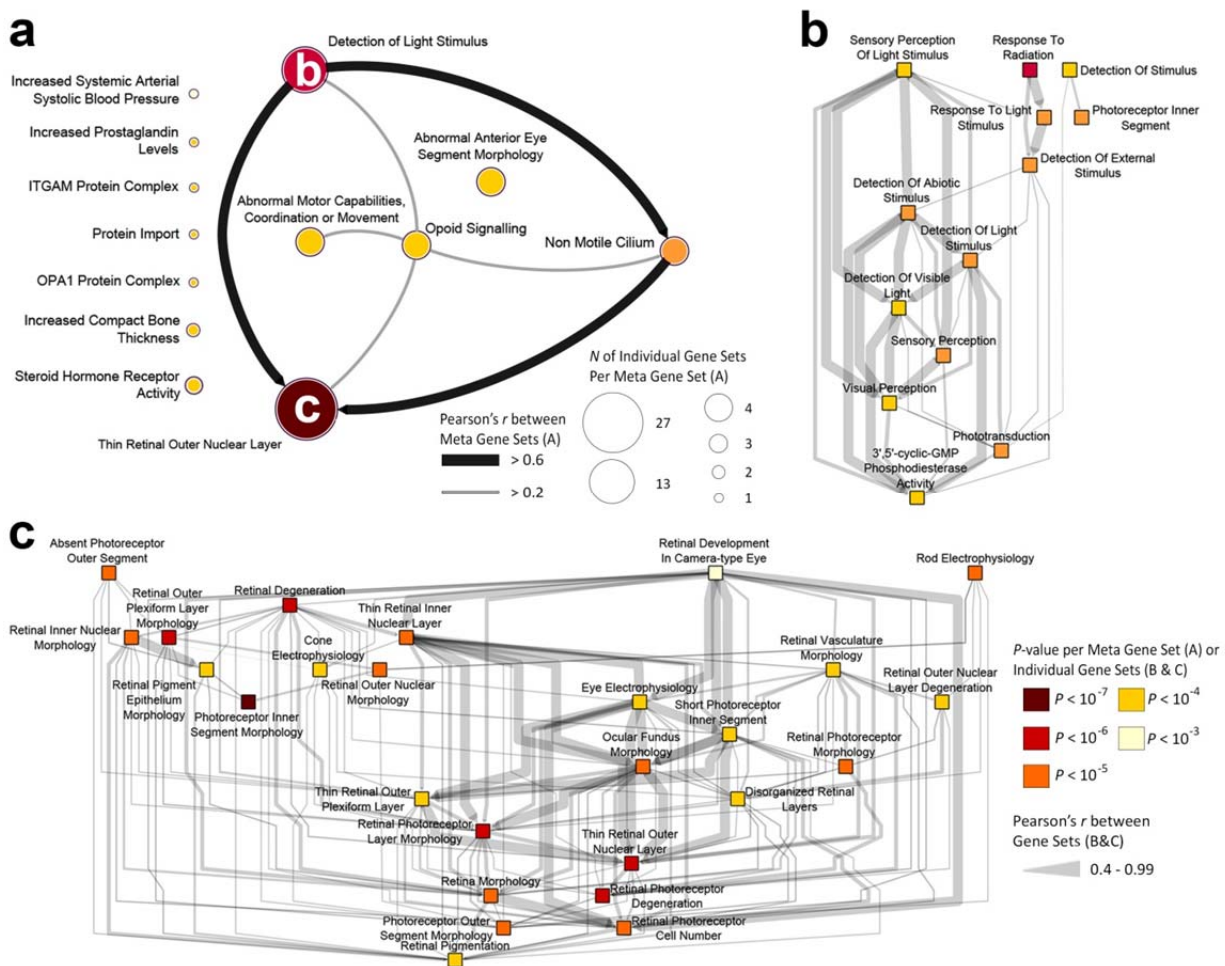 a
Detection of Light Stimulus
b
Increased Systemic Arterial
Systolic Blood Pressure
Increased Prostaglandin
Levels
ITGAM Protein Complex
Protein Import
OPA1 Protein Complex
Increased Compact Bone
Thickness
Steroid Hormone Receptor
Activity
Abnormal Anterior Eye
Segment Morphology
Abnormal Motor Capabilities,
Coordination or Movement
Opoid Signalling
Non Motile Cilium
c
Thin Retinal Outer Nuclear Layer
Pearson's r between
Meta Gene Sets (A)
> 0.6
> 0.2
N of Individual Gene Sets
Per Meta Gene Set (A)
27
13
4
3
2
1
b
Sensory Perception
Of Light Stimulus
Response To
Radiation
Detection Of Stimulus
Response To Light
Stimulus
Photoreceptor Inner
Segment
Detection Of External
Stimulus
Detection Of Abiotic
Stimulus
Detection Of Light
Stimulus
Detection Of Visible
Light
Sensory Perception
Visual Perception
Phototransduction
3',5'-cyclic-GMP
Phosphodiesterase
Activity
c
Absent Photoreceptor
Outer Segment
Retinal Development
In Camera-type Eye
Rod Electrophysiology
Retinal Outer
Plexiform Layer
Morphology
Retinal Degeneration
Thin Retinal Inner
Nuclear Layer
Retinal Inner Nuclear
Morphology
Cone
Electrophysiology
Retinal Vasculature
Morphology
Retinal Pigment
Epithelium
Morphology
Retinal Outer Nuclear
Morphology
Retinal Outer Nuclear
Layer Degeneration
Photoreceptor Inner
Segment Morphology
Eye Electrophysiology
Short Photoreceptor
Inner Segment
Ocular Fundus
Morphology
Retinal Photoreceptor
Morphology
Thin Retinal Outer
Plexiform Layer
Disorganized Retinal
Layers
Retinal Photoreceptor
Layer Morphology
Thin Retinal Outer
Nuclear Layer
Retina Morphology
Retinal Photoreceptor
Degeneration
Photoreceptor Outer
Segment Morphology
Retinal Photoreceptor
Cell Number
Retinal Pigmentation
P-value per Meta Gene Set (A) or
Individual Gene Sets (B & C)
P < 10-7
P < 10-4
P < 10-6
P < 10-3
P < 10-5
Pearson's r between
Gene Sets (B&C)
0.4 - 0.99